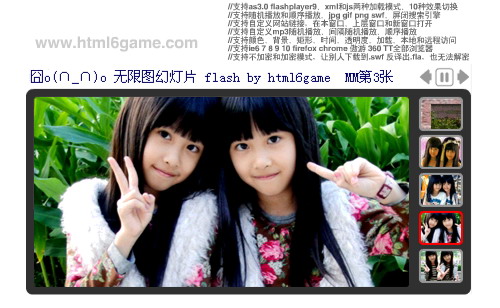 //支持as3.0 flashplayer9、xml和js两种加载模式、10种效果切换
//支持随机播放和顺序播放、jpg gif png swf、屏闭搜索引擎
//支持自定义网站链接、在本窗口、上层窗口和新窗口打开
//支持自定义mp3随机播放、间隔随机播放、顺序播放
//支持颜色、背景、矩形、时间、透明度、加载、本地和远程访问
//支持ie6 7 8 9 10 firefox chrome 傲游 360 TT全部浏览器
//支持不加密和加密模式、让别人下载到.swf 反译出.fla、也无法解密
www.html6game.com
囧o(∩_∩)o 无限图幻灯片 flash by html6game MM第3张